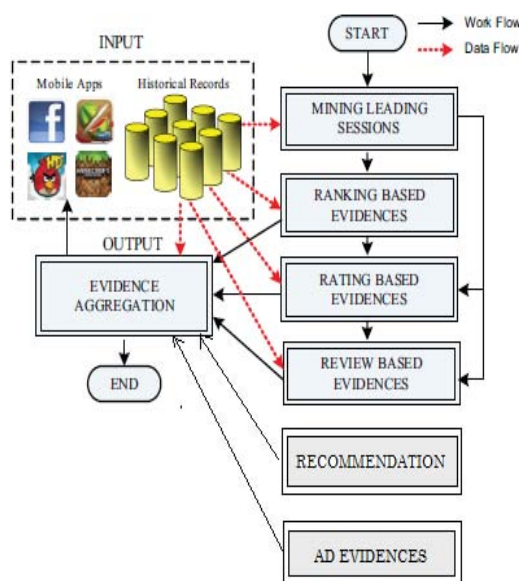 INPUT
START
Work Flow
Data Flow
Mobile Apps
Historical Records
MINING LEADING
SESSIONS
RANKING BASED
EVIDENCES
OUTPUT
EVIDENCE
AGGREGATION
RATING BASED
EVIDENCES
REVIEW BASED
EVIDENCES
END
RECOMMENDATION
AD EVIDENCES